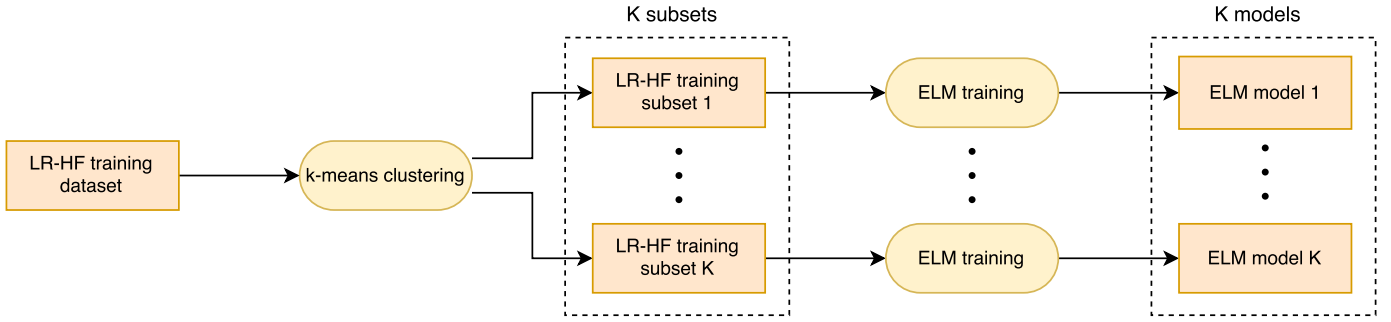 K subsets
K models
LR-HF training
dataset
k-means clustering
LR-HF training
subset 1
ELM training
ELM model 1
LR-HF training
subset K
ELM training
ELM model K